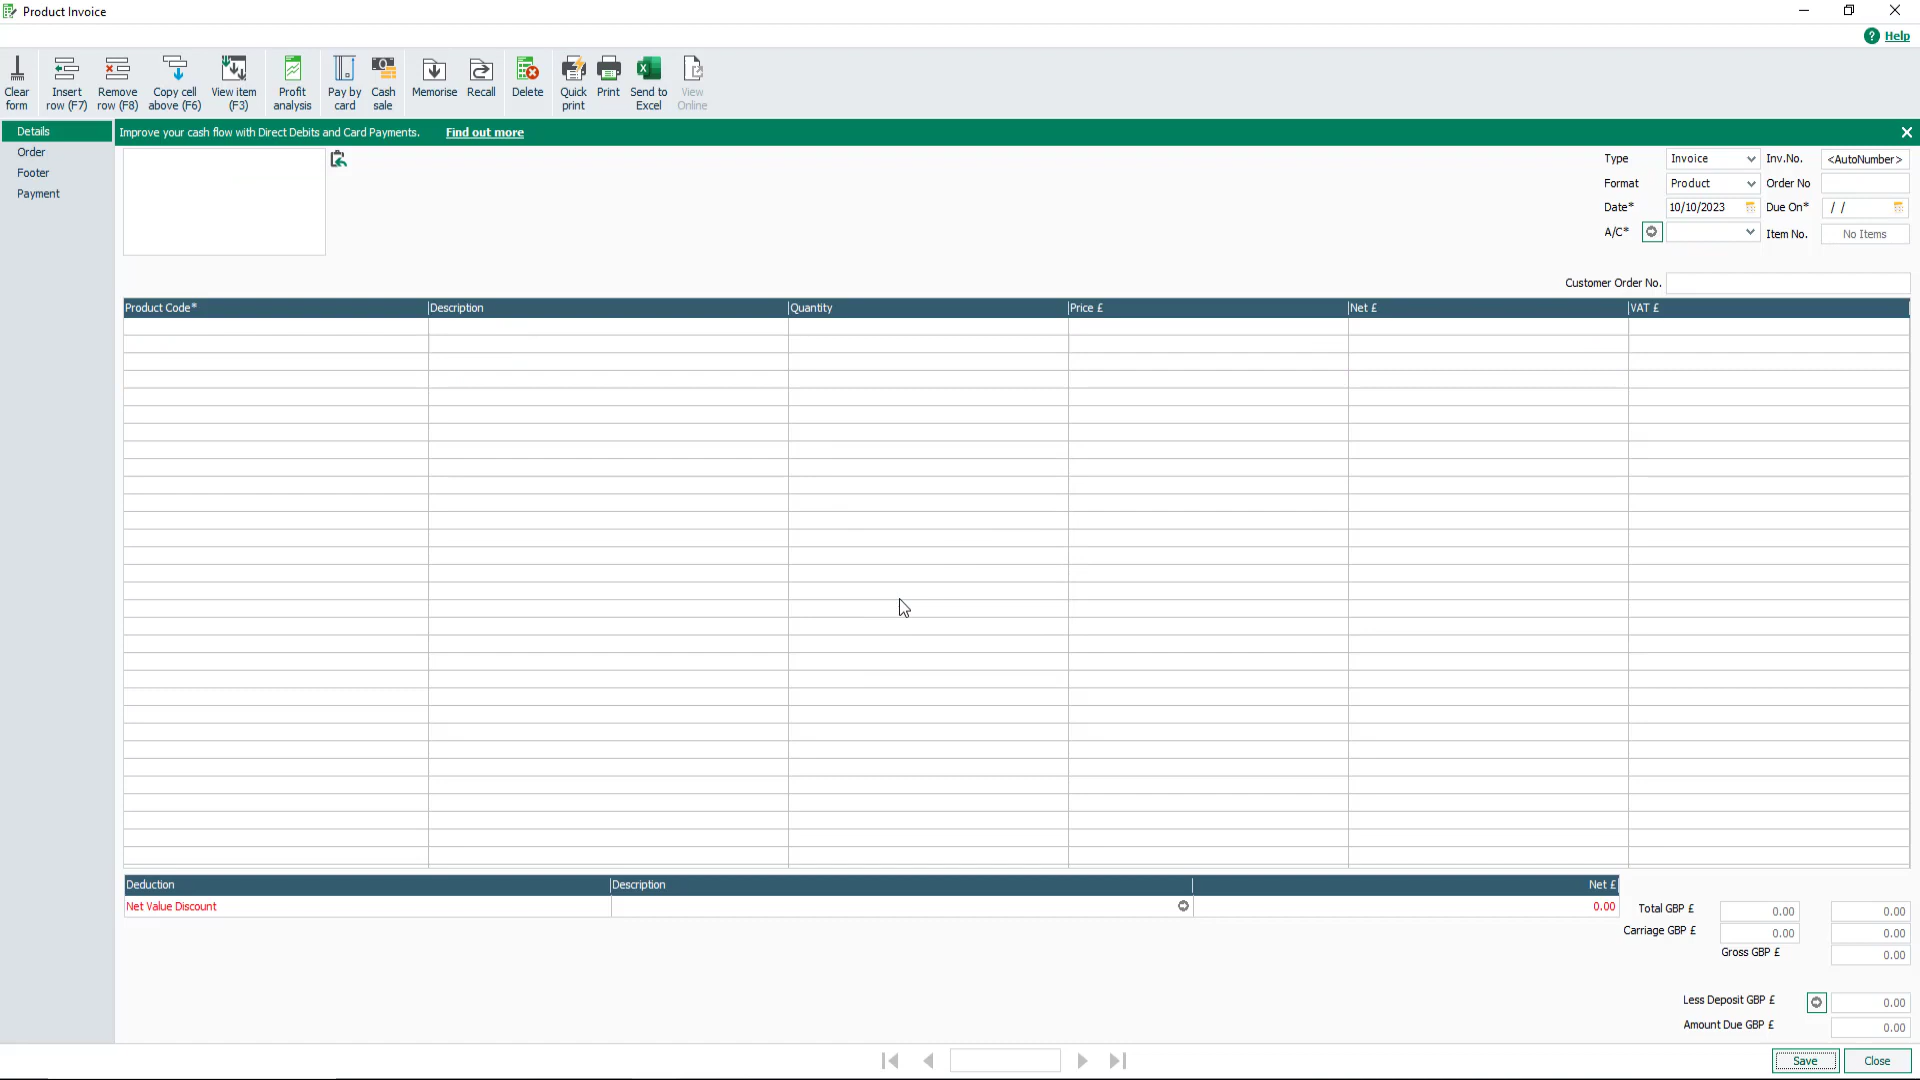 Product Invoice
Help
Clear form
Insert row (F7)
Remove row (F8)
Copy cell above (F6)
View item (F3)
Profit analysis
Pay by card
Cash sale
Memorise
Recall
Delete
Quick print
Print
Send to Excel
View Online
Details
Order
Footer
Payment
Improve your cash flow with Direct Debits and Card Payments. Find out more
Type Invoice Inv.No. <AutoNumber>
Format Product Order No
Date* 10/10/2023 Due On* / /
A/C* Item No. No Items
Customer Order No.
Product Code* Description Quantity Price £ Net £ VAT £
Deduction Description Net £
Net Value Discount 0.00
Total GBP £ 0.00 0.00
Carriage GBP £ 0.00 0.00
Gross GBP £ 0.00
Less Deposit GBP £ 0.00
Amount Due GBP £ 0.00
Save Close